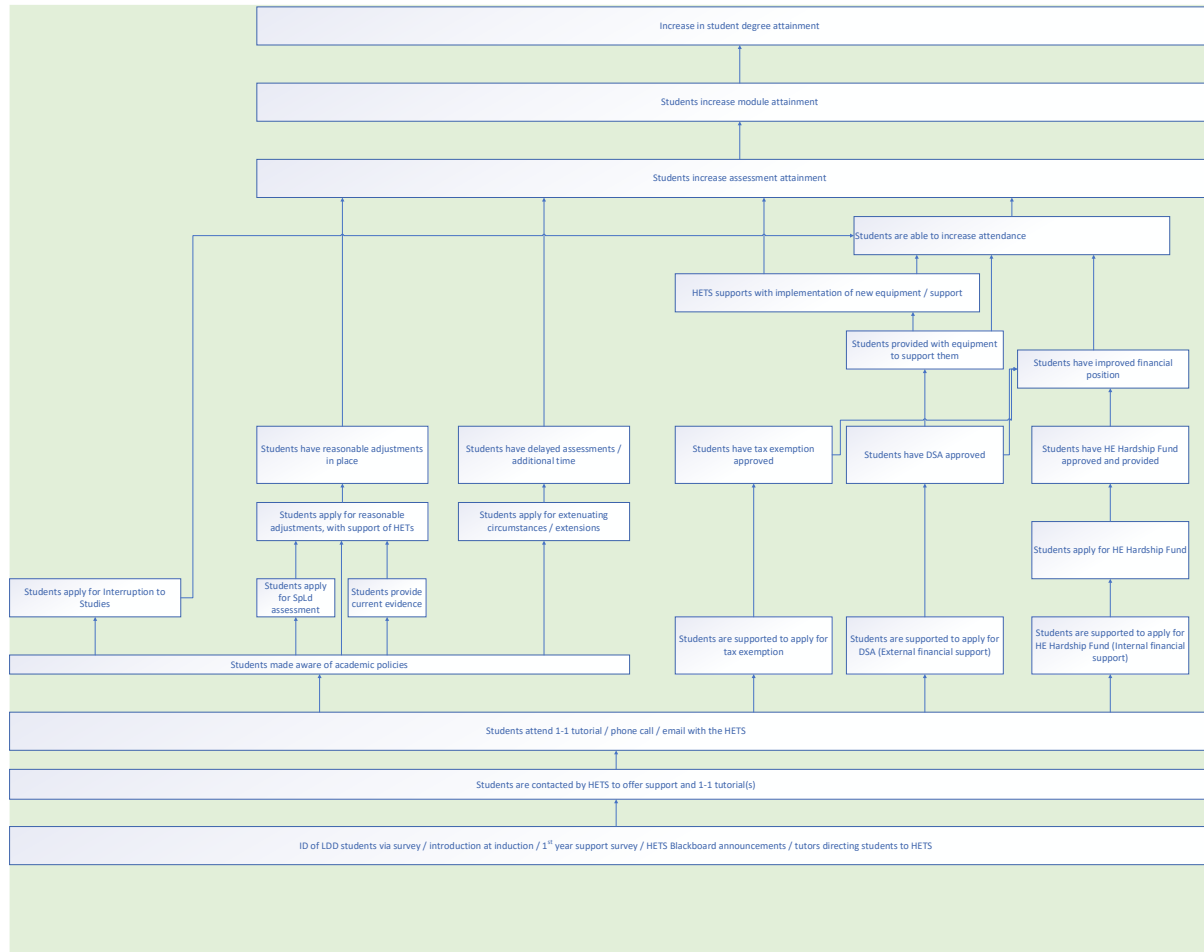 Increase in student degree attainment
Students increase module attainment
Students increase assessment attainment
Students are able to increase attendance
HETS supports with implementation of new equipment / support
Students provided with equipment
to support them
Students have improved financial
position
Students have reasonable adjustments
in place
Students have delayed assessments /
additional time
Students have tax exemption
approved
Students have DSA approved
Students have HE Hardship Fund
approved and provided
Students apply for reasonable
adjustments, with support of HETs
Students apply for extenuating
circumstances / extensions
Students apply for HE Hardship Fund
Students apply for Interruption to
Studies
Students apply
for SpLd
assessment
Students provide
current evidence
Students are supported to apply for
tax exemption
Students are supported to apply for
DSA (External financial support)
Students are supported to apply for
HE Hardship Fund (Internal financial
support)
Students made aware of academic policies
Students attend 1-1 tutorial / phone call / email with the HETS
Students are contacted by HETS to offer support and 1-1 tutorial(s)
ID of LDD students via survey / introduction at induction / 1st year support survey / HETS Blackboard announcements / tutors directing students to HETS